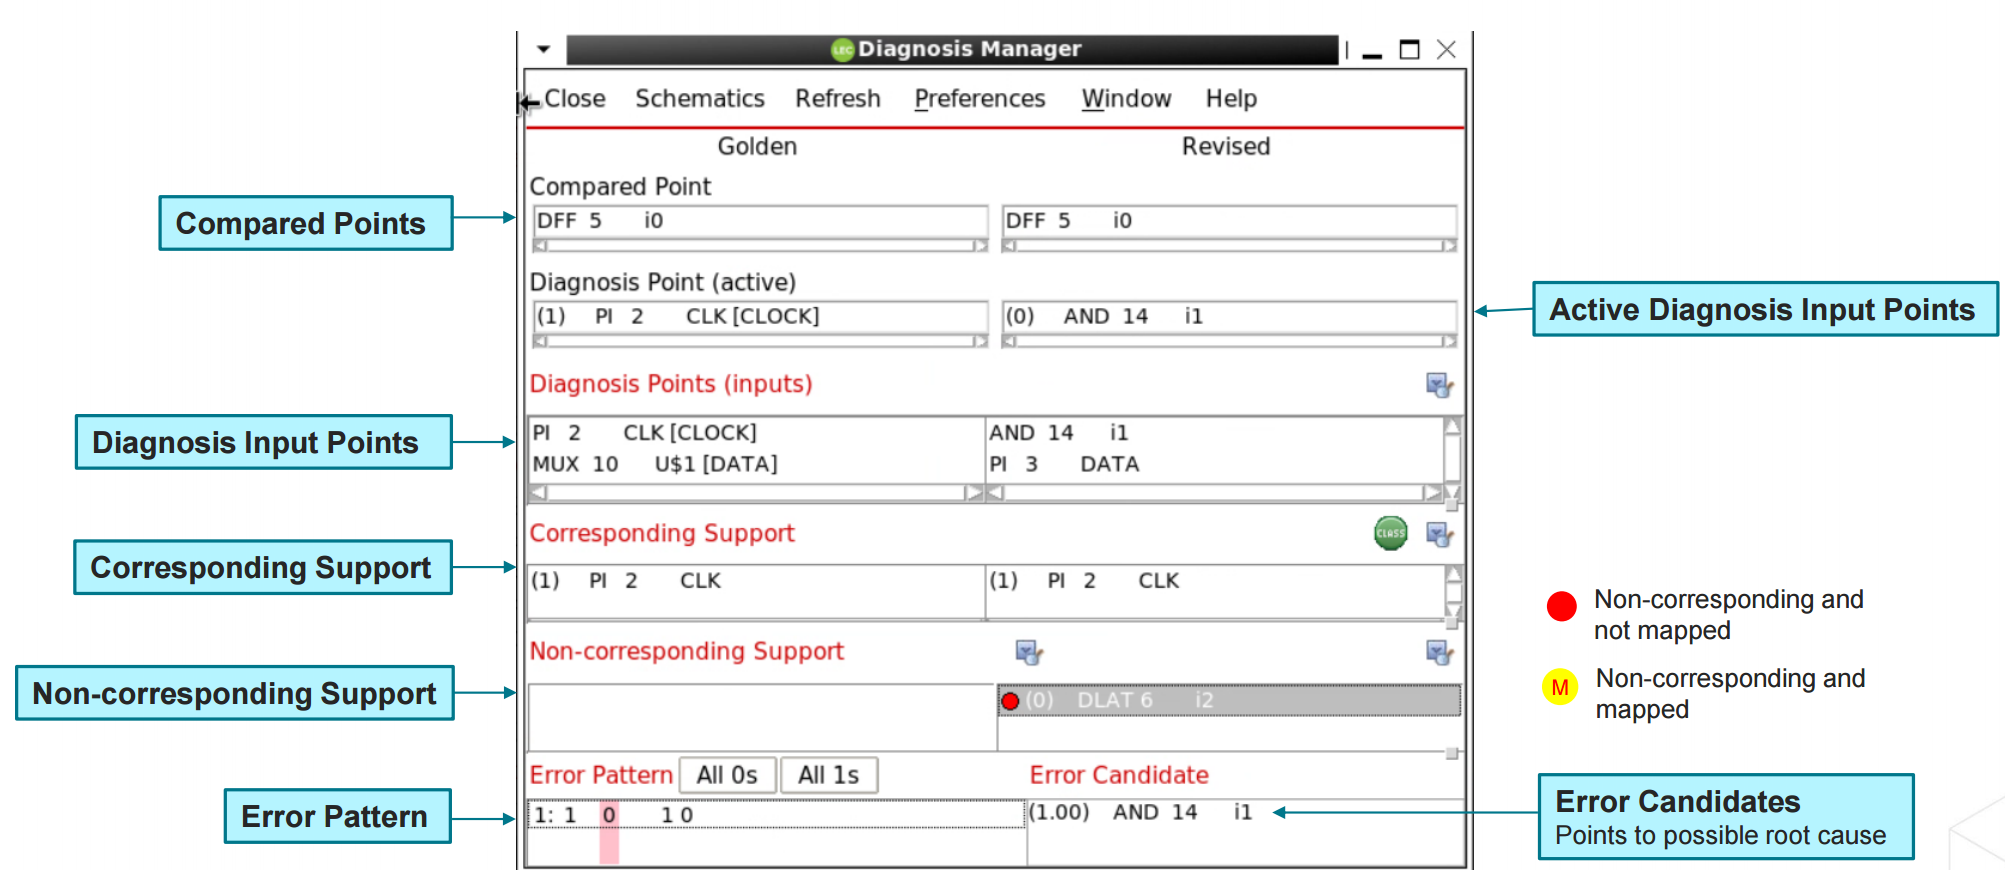 LEC Diagnosis Manager
Close Schematics Refresh Preferences Window Help
Golden Revised
Compared Point
Compared Points
DFF 5 i0 DFF 5 i0
Diagnosis Point (active)
(1) PI 2 CLK [CLOCK] (0) AND 14 i1
Active Diagnosis Input Points
Diagnosis Points (inputs)
Diagnosis Input Points
PI 2 CLK [CLOCK] AND 14 i1
MUX 10 U$1 [DATA] PI 3 DATA
Corresponding Support CLASS
Corresponding Support
(1) PI 2 CLK (1) PI 2 CLK
Non-corresponding and
not mapped
Non-corresponding Support
Non-corresponding Support
(0) DLAT 6 i2
M Non-corresponding and
mapped
Error Pattern All 0s All 1s Error Candidate
Error Pattern
1: 1 0 1 0 (1.00) AND 14 i1
Error Candidates
Points to possible root cause